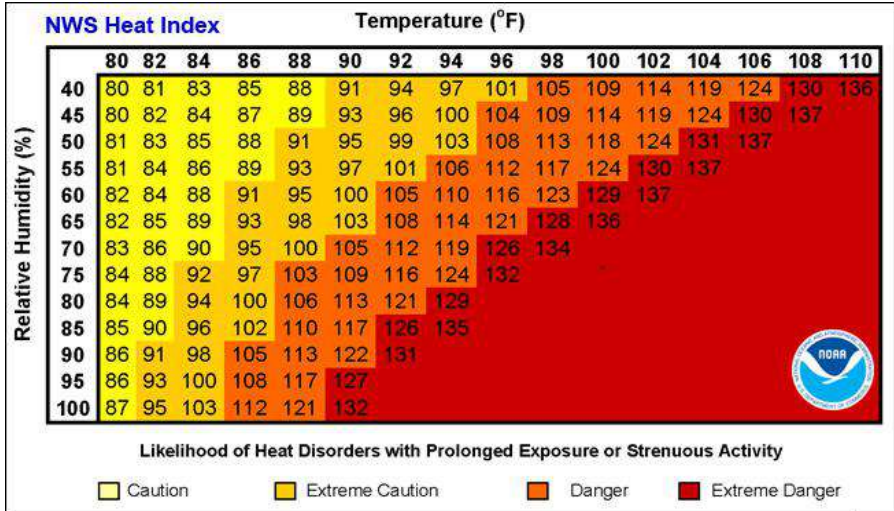 NWS Heat Index
Temperature (°F)
80 82 84 86 88 90 92 94 96 98 100 102 104 106 108 110
Relative Humidity (%)
40 80 81 83 85 88 91 94 97 101 105 109 114 119 124 130 136
45 80 82 84 87 89 93 96 100 104 109 114 119 124 130 137
50 81 83 85 88 91 95 99 103 108 113 118 124 131 137
55 81 84 86 89 93 97 101 106 112 117 124 130 137
60 82 84 88 91 95 100 105 110 116 123 129 137
65 82 85 89 93 98 103 108 114 121 128 136
70 83 86 90 95 100 105 112 119 126 134
75 84 88 92 97 103 109 116 124 132
80 84 89 94 100 106 113 121 129
85 85 90 96 102 110 117 126 135
90 86 91 98 105 113 122 131
95 86 93 100 108 117 127
100 87 95 103 112 121 132
NOAA
Likelihood of Heat Disorders with Prolonged Exposure or Strenuous Activity
Caution Extreme Caution Danger Extreme Danger